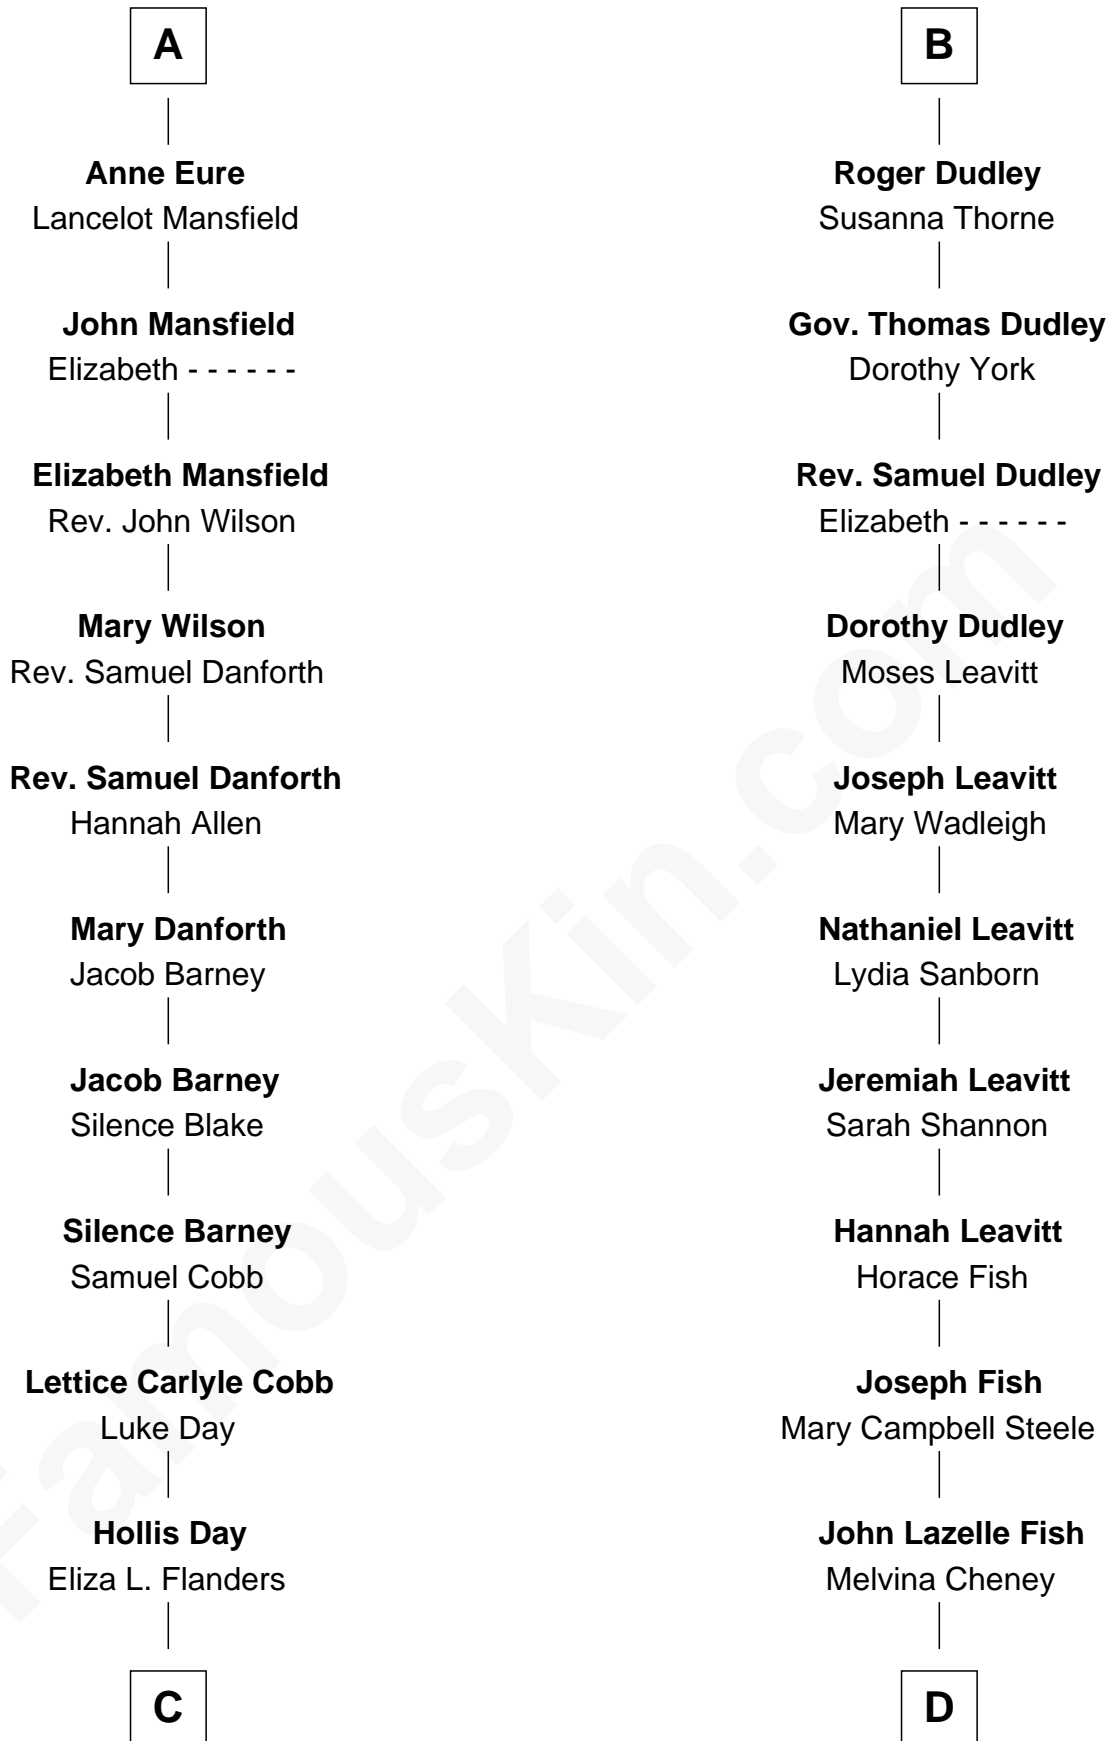 A
Anne Eure
Lancelot Mansfield
John Mansfield
Elizabeth - - - - - -
Elizabeth Mansfield
Rev. John Wilson
Mary Wilson
Rev. Samuel Danforth
Rev. Samuel Danforth
Hannah Allen
Mary Danforth
Jacob Barney
Jacob Barney
Silence Blake
Silence Barney
Samuel Cobb
Lettice Carlyle Cobb
Luke Day
Hollis Day
Eliza L. Flanders
C
B
Roger Dudley
Susanna Thorne
Gov. Thomas Dudley
Dorothy York
Rev. Samuel Dudley
Elizabeth - - - - - -
Dorothy Dudley
Moses Leavitt
Joseph Leavitt
Mary Wadleigh
Nathaniel Leavitt
Lydia Sanborn
Jeremiah Leavitt
Sarah Shannon
Hannah Leavitt
Horace Fish
Joseph Fish
Mary Campbell Steele
John Lazelle Fish
Melvina Cheney
D
FamousKin.com